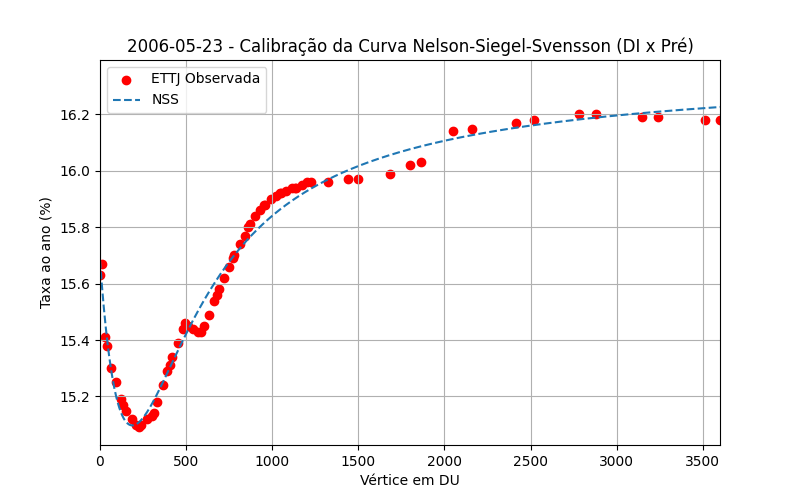 2006-05-23 - Calibração da Curva Nelson-Siegel-Svensson (DI x Pré)
ETTJ Observada
NSS
Taxa ao ano (%)
16.2
16.0
15.8
15.6
15.4
15.2
0 500 1000 1500 2000 2500 3000 3500
Vértice em DU